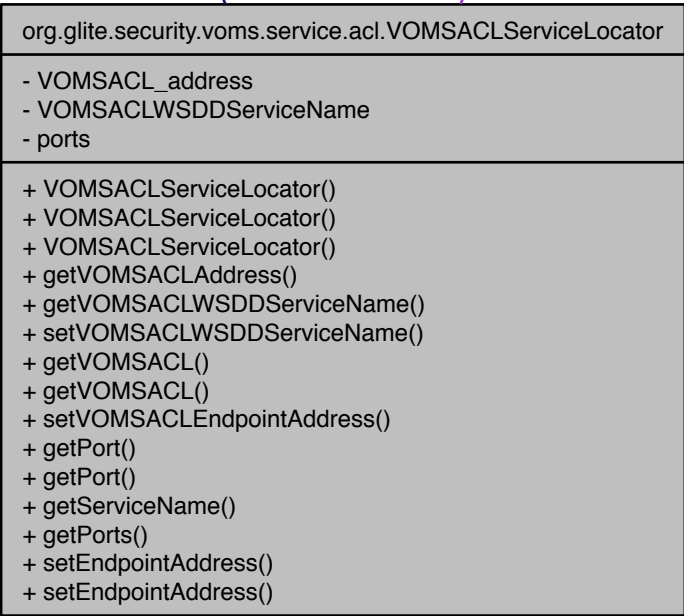 org.glite.security.voms.service.acl.VOMSACLServiceLocator
- VOMSACL_address
- VOMSACLWSDDServiceName
- ports
+ VOMSACLServiceLocator()
+ VOMSACLServiceLocator()
+ VOMSACLServiceLocator()
+ getVOMSACLAddress()
+ getVOMSACLWSDDServiceName()
+ setVOMSACLWSDDServiceName()
+ getVOMSACL()
+ getVOMSACL()
+ setVOMSACLEndpointAddress()
+ getPort()
+ getPort()
+ getServiceName()
+ getPorts()
+ setEndpointAddress()
+ setEndpointAddress()